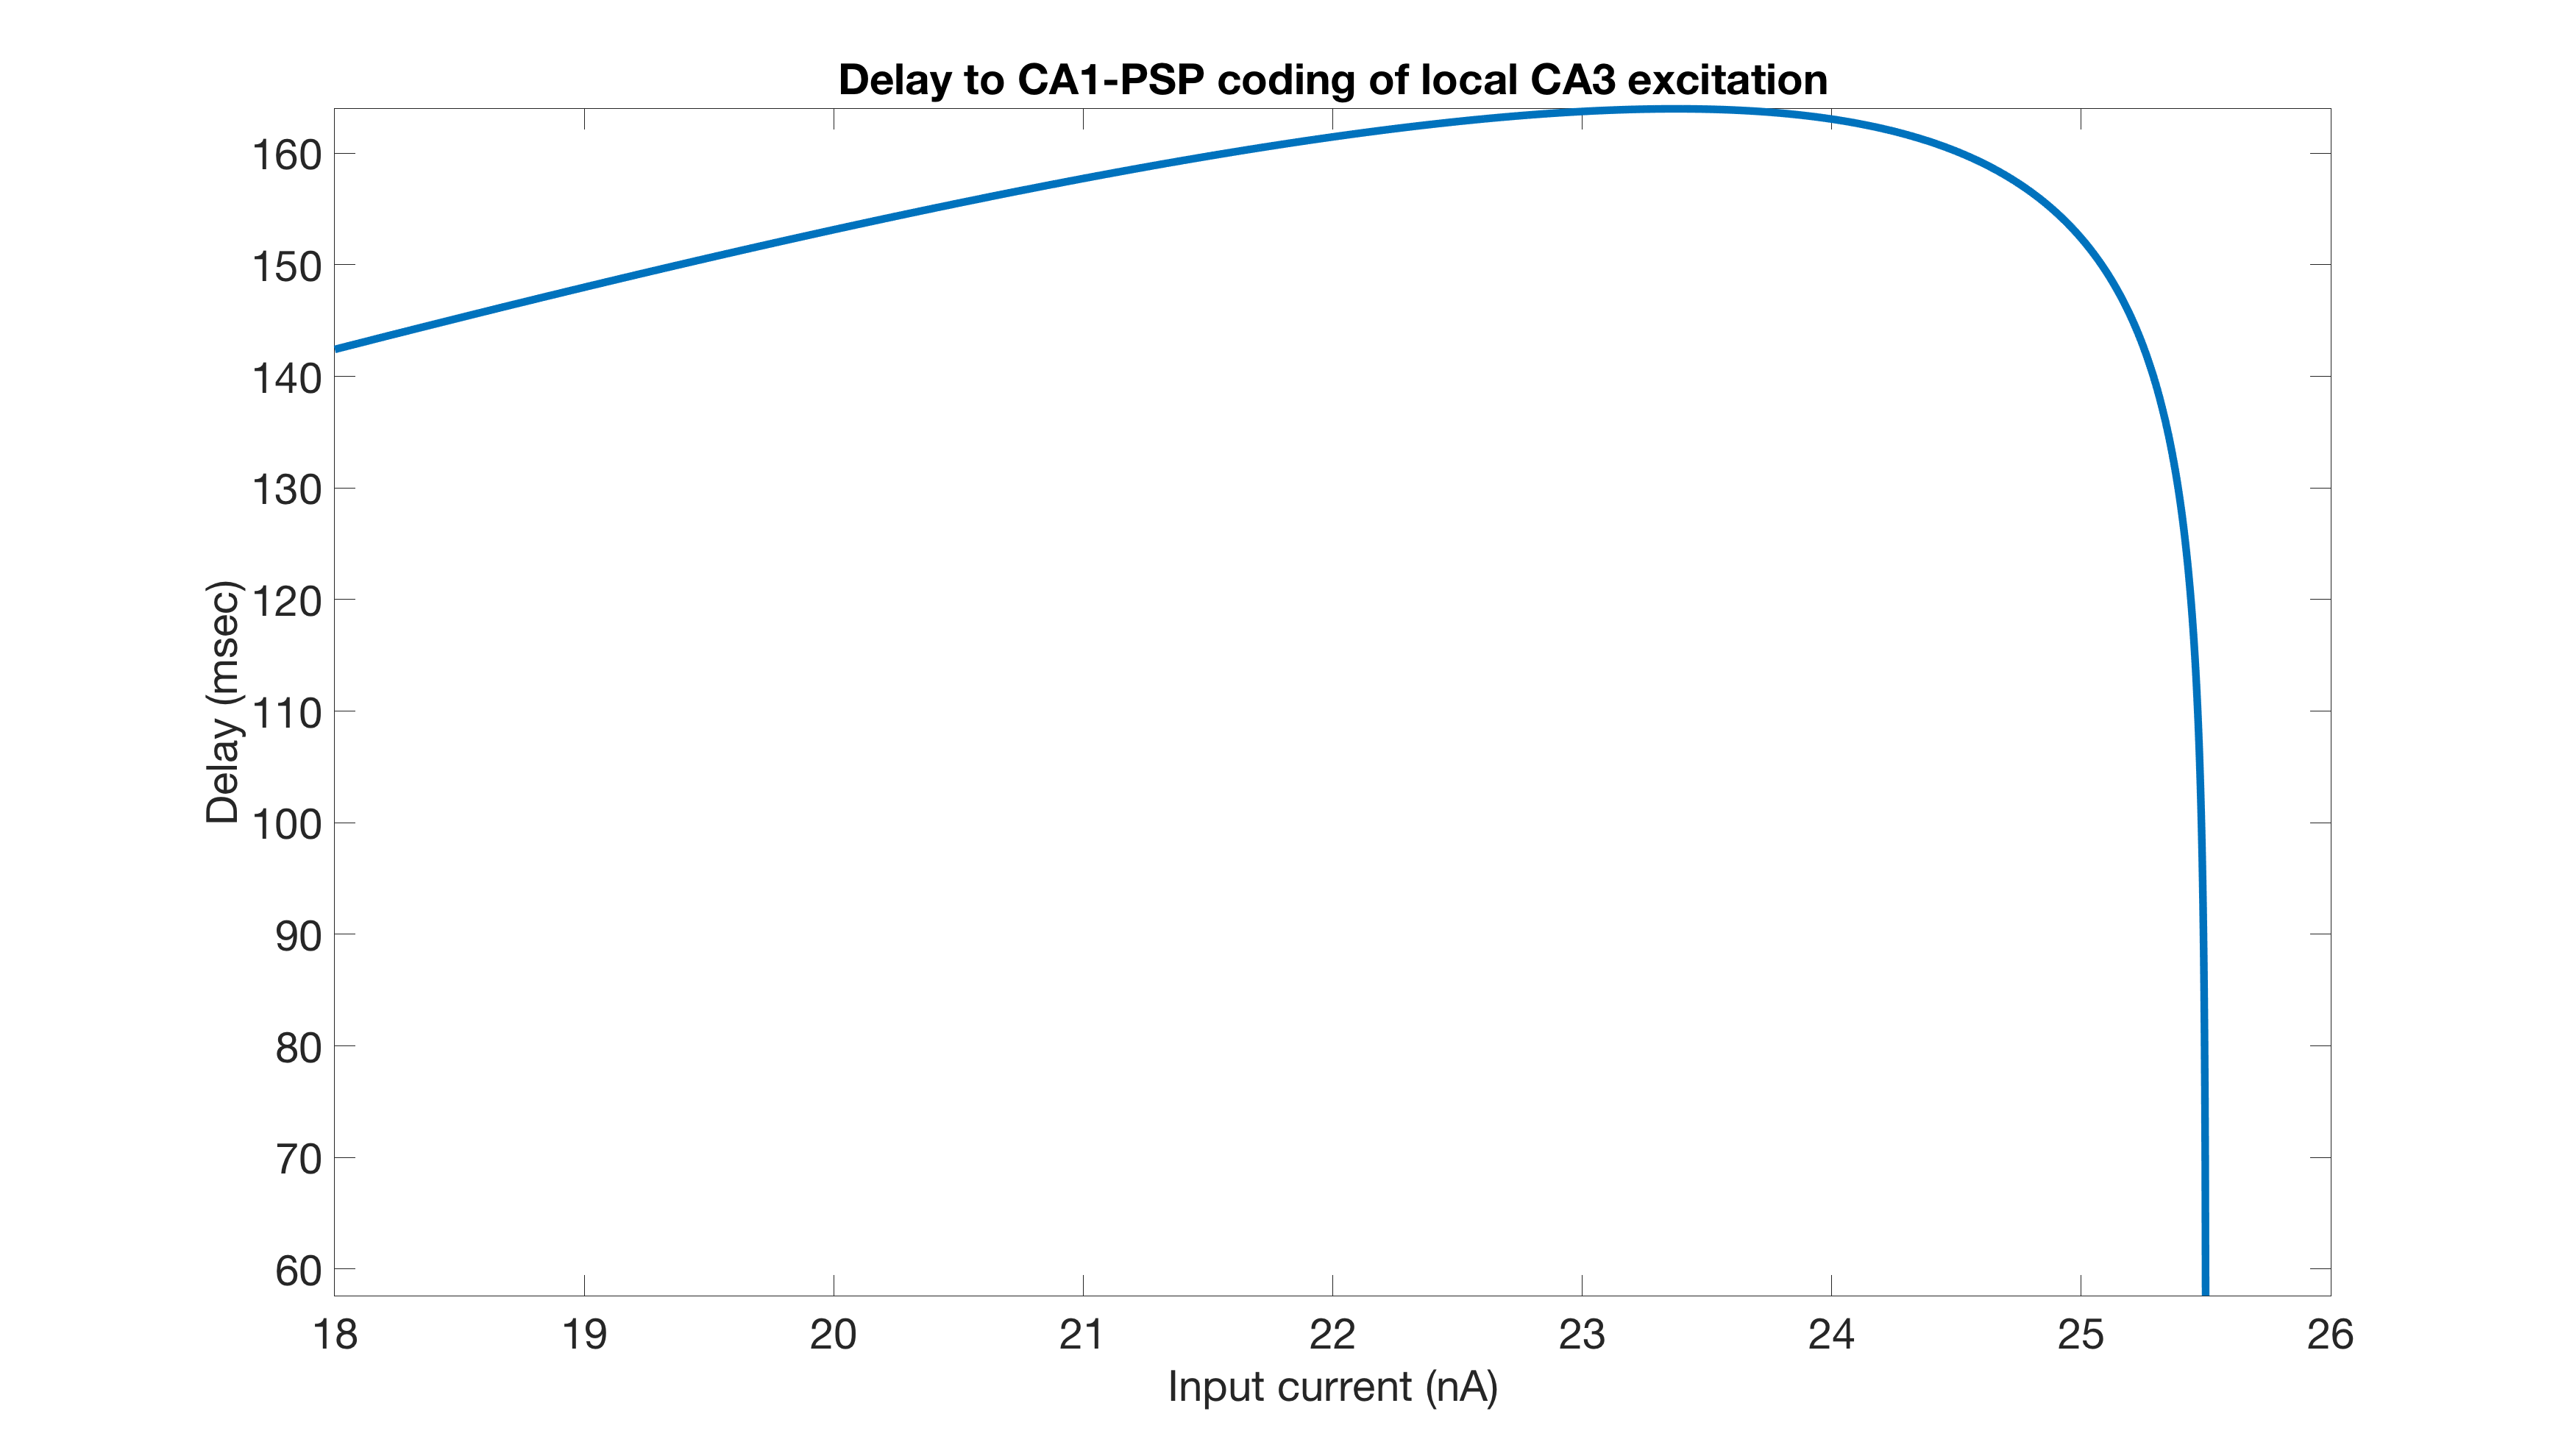 Delay to CA1-PSP coding of local CA3 excitation
160
150
140
130
120
110
100
90
80
70
60
Delay (msec)
18 19 20 21 22 23 24 25 26
Input current (nA)